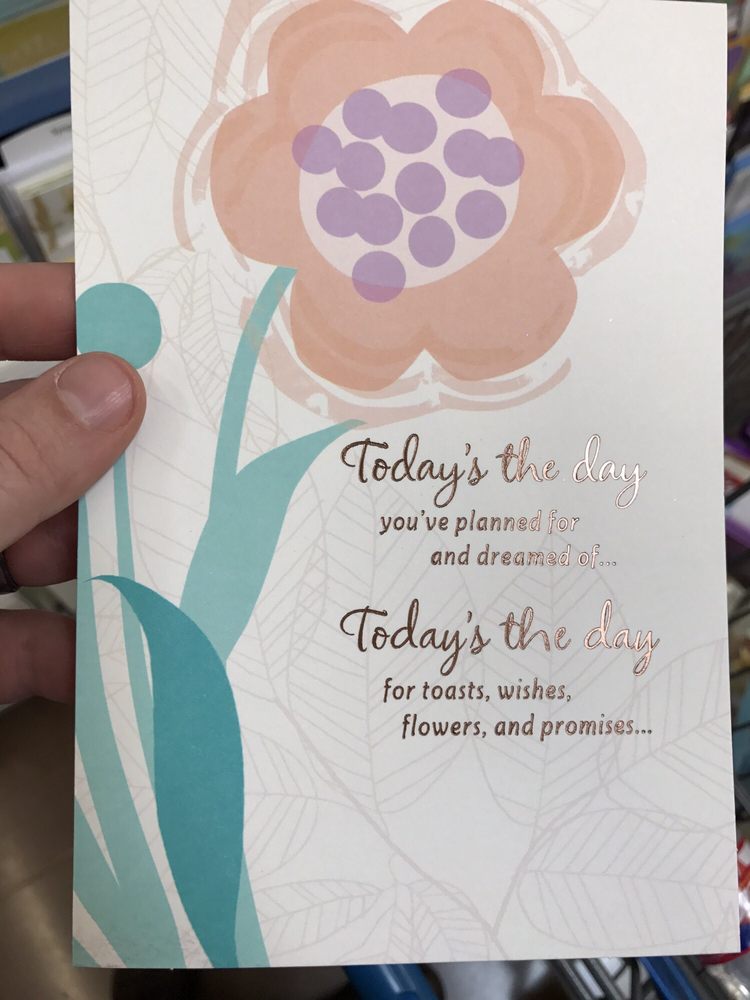 Today's the day
you've planned for
and dreamed of...
Today's the day
for toasts, wishes,
flowers, and promises...